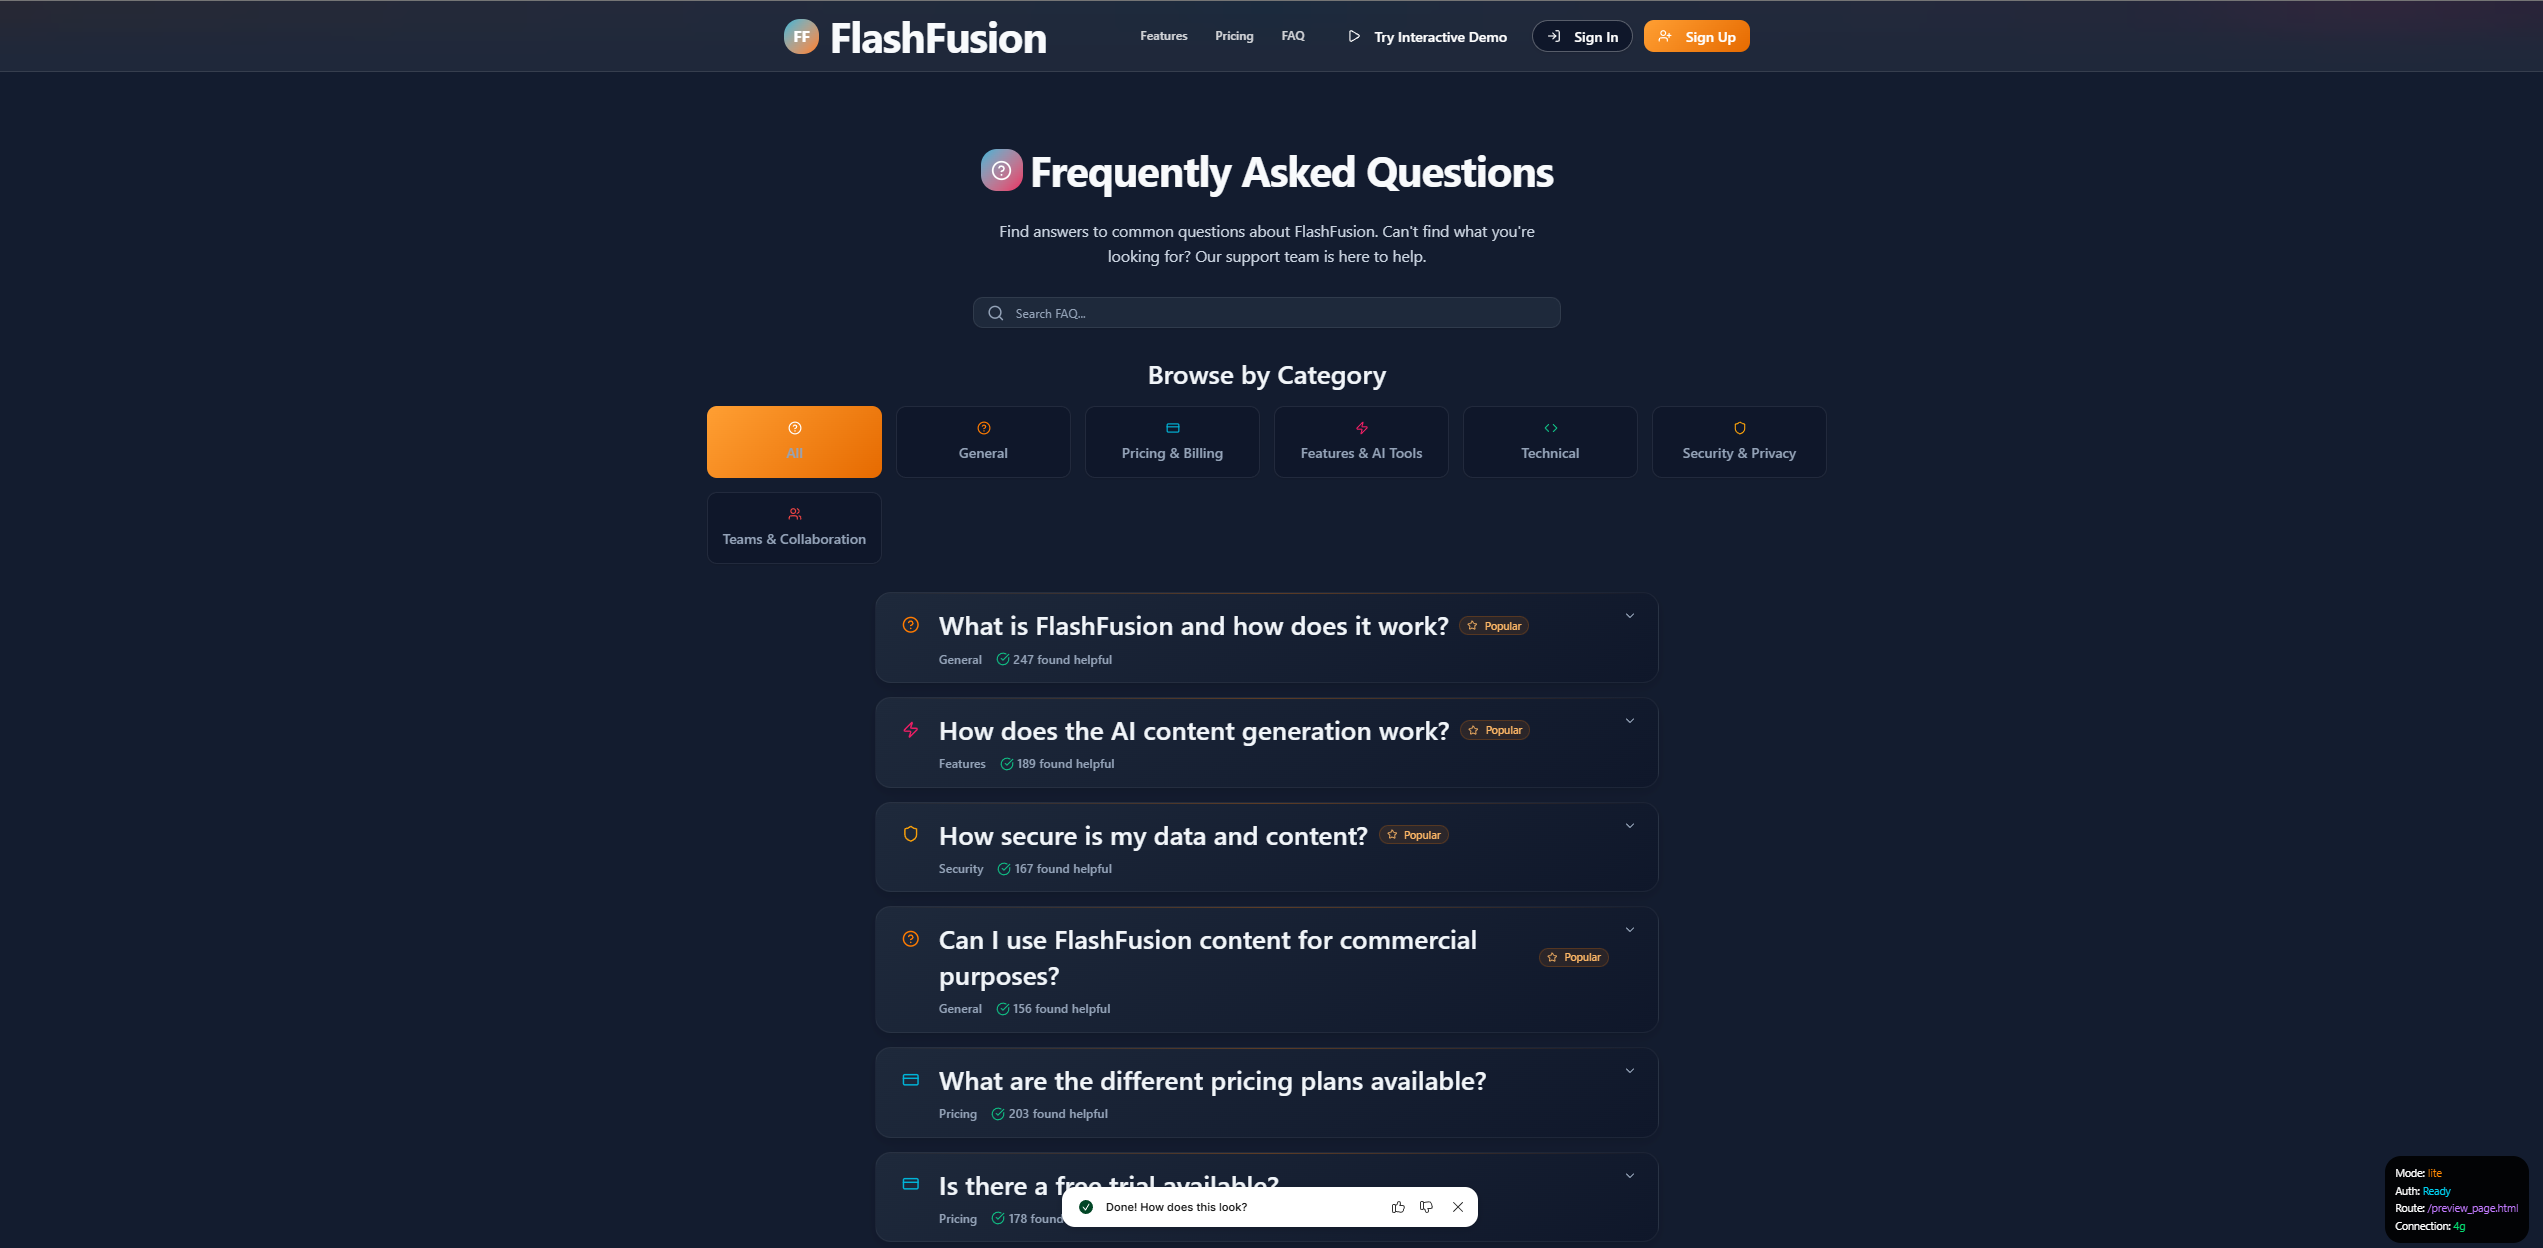 FF FlashFusion
Features Pricing FAQ Try Interactive Demo Sign In Sign Up
Frequently Asked Questions
Find answers to common questions about FlashFusion. Can't find what you're
looking for? Our support team is here to help.
Search FAQ...
Browse by Category
All General Pricing & Billing Features & AI Tools Technical Security & Privacy
Teams & Collaboration
What is FlashFusion and how does it work? Popular
General 247 found helpful
How does the AI content generation work? Popular
Features 189 found helpful
How secure is my data and content? Popular
Security 167 found helpful
Can I use FlashFusion content for commercial
purposes?
Popular
General 156 found helpful
What are the different pricing plans available?
Pricing 203 found helpful
Is there a free trial available?
Pricing 178 found
Done! How does this look?
Mode: lite
Auth: Ready
Route: /preview_page.html
Connection: 4g